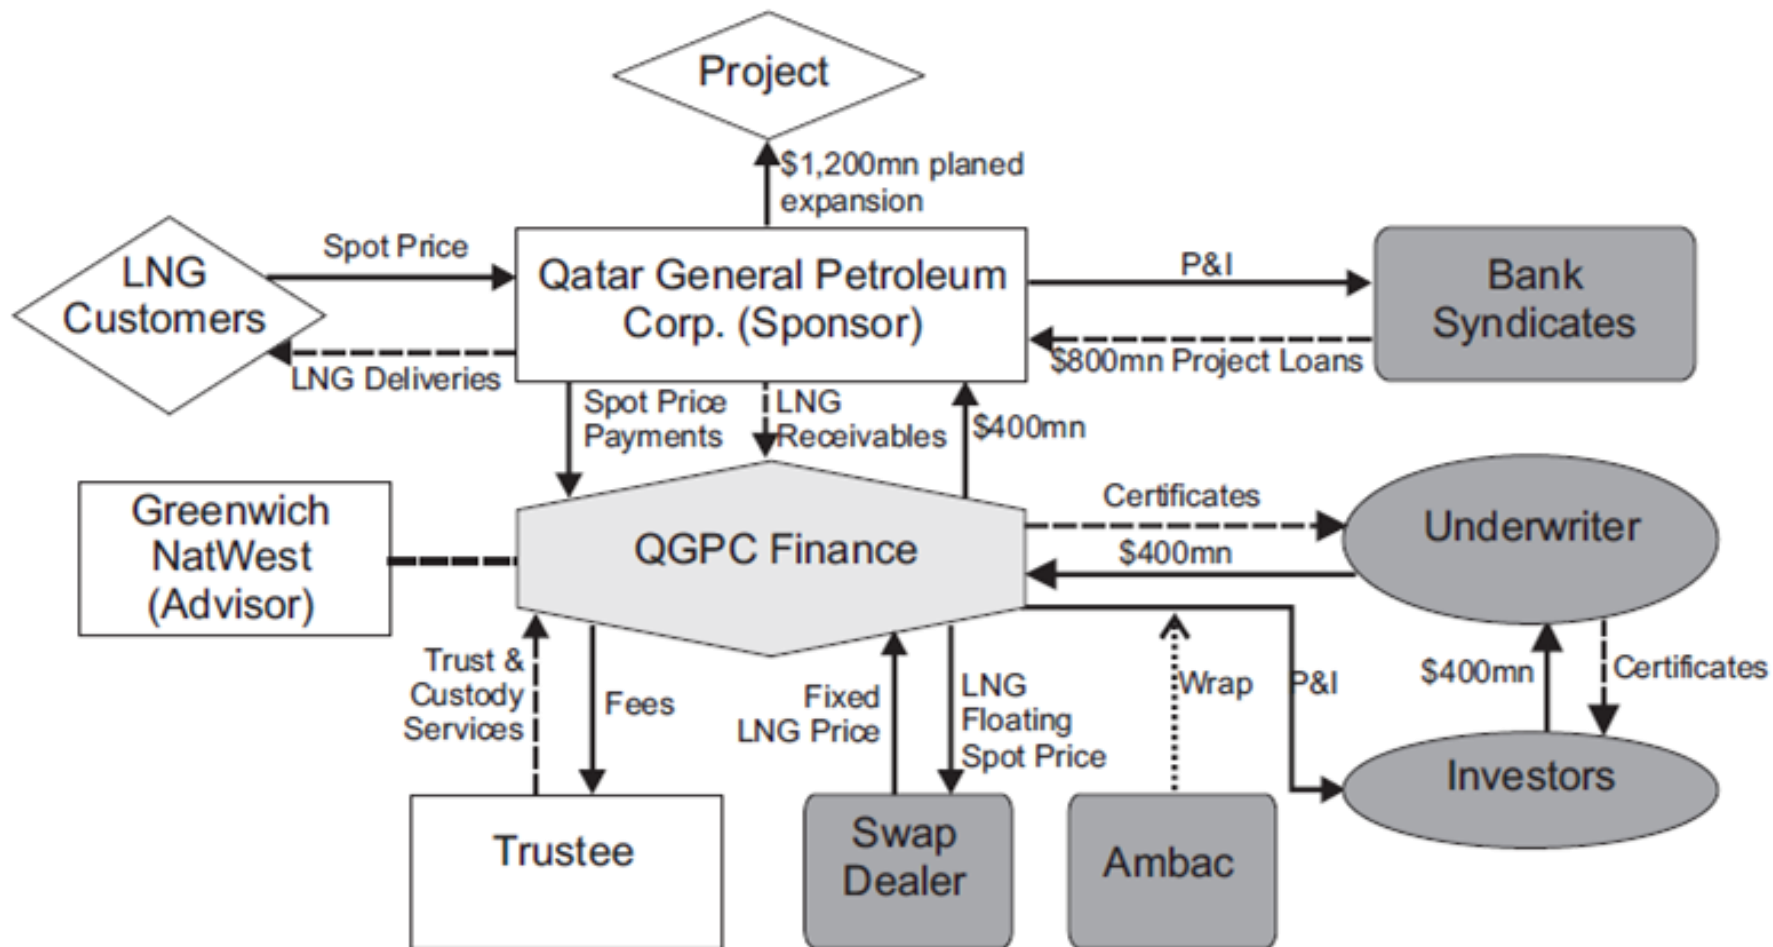 Project
$1,200mn planed
expansion
LNG
Customers
Spot Price
LNG Deliveries
Qatar General Petroleum
Corp. (Sponsor)
P&I
$800mn Project Loans
Bank
Syndicates
Spot Price
Payments
LNG
Receivables
$400mn
Greenwich
NatWest
(Advisor)
QGPC Finance
Certificates
$400mn
Underwriter
Trust &
Custody
Services
Fees
Fixed
LNG Price
LNG
Floating
Spot Price
Wrap
P&I
$400mn
Certificates
Investors
Trustee
Swap
Dealer
Ambac